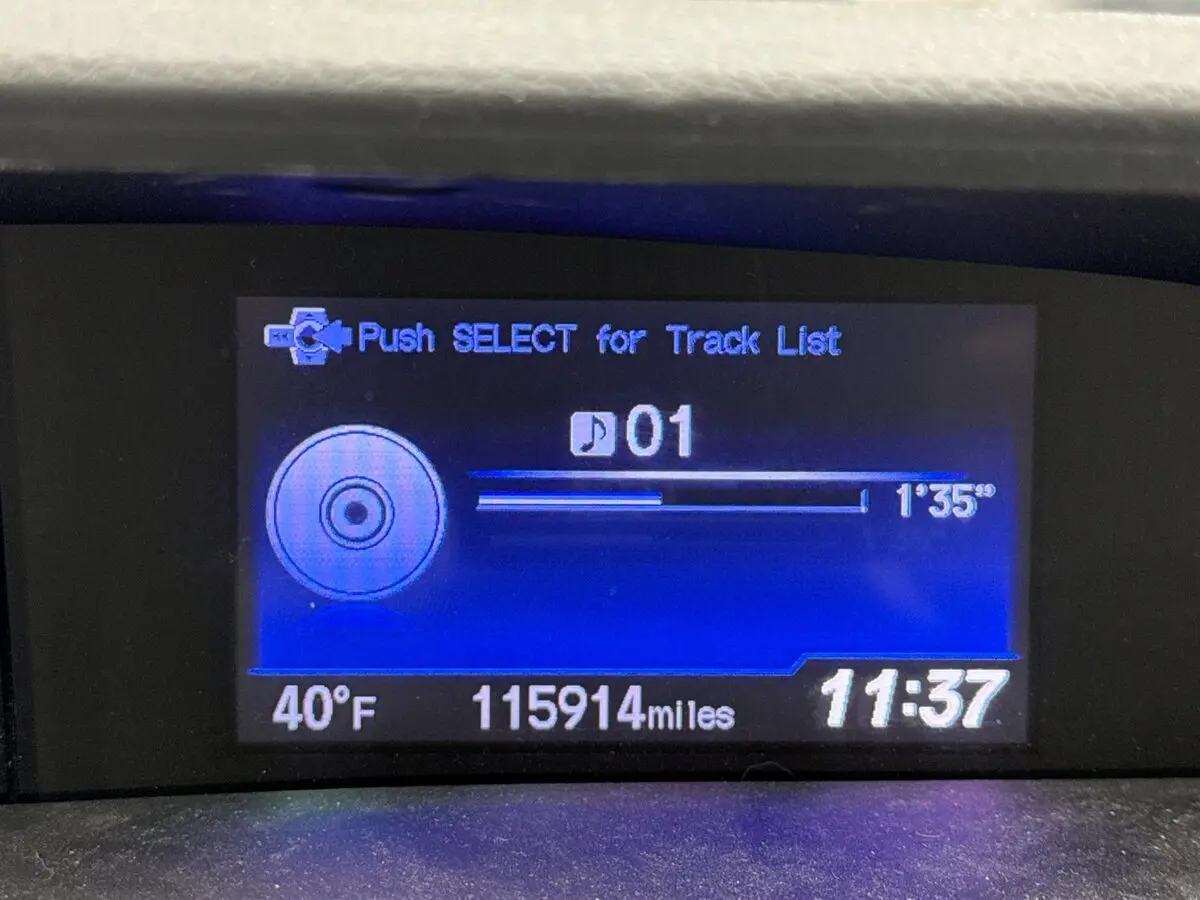 Push SELECT for Track List
01
1'35"
40°F 115914miles 11:37